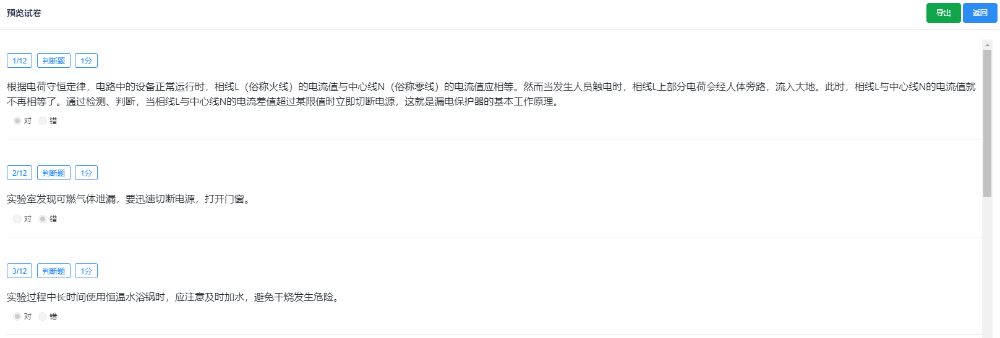 预览试卷
导出
返回
1/12
判断题
1分
根据电荷守恒定律，电路中的设备正常运行时，相线L（俗称火线）的电流值与中心线N（俗称零线）的电流值应相等。然而当发生人员触电时，相线L上部分电荷会经人体旁路，流入大地。此时，相线L与中心线N的电流值就
不再相等了。通过检测、判断，当相线L与中心线N的电流差值超过某限值时立即切断电源，这就是漏电保护器的基本工作原理。
对 错
2/12
判断题
1分
实验室发现可燃气体泄漏，要迅速切断电源，打开门窗。
对 错
3/12
判断题
1分
实验过程中长时间使用恒温水浴锅时，应注意及时加水，避免干烧发生危险。
对 错